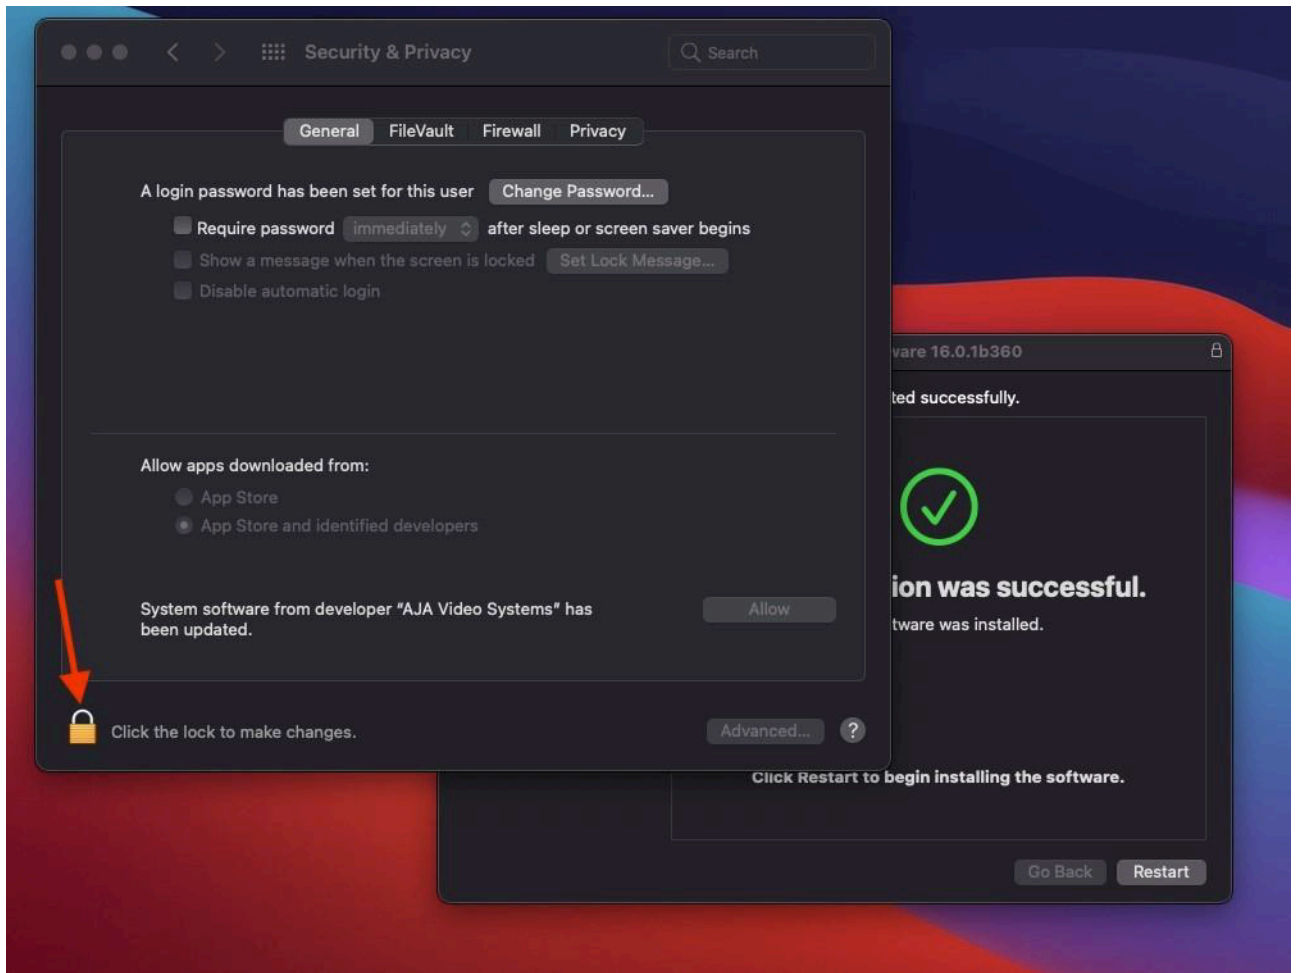 Security & Privacy
Search
General FileVault Firewall Privacy
A login password has been set for this user Change Password...
Require password immediately after sleep or screen saver begins
Show a message when the screen is locked Set Lock Message...
Disable automatic login
Allow apps downloaded from:
App Store
App Store and identified developers
System software from developer “AJA Video Systems” has
been updated.
Allow
Click the lock to make changes.
Advanced... ?
16.0.1b360
successfully.
was successful.
was installed.
Click Restart to begin installing the software.
Go Back Restart